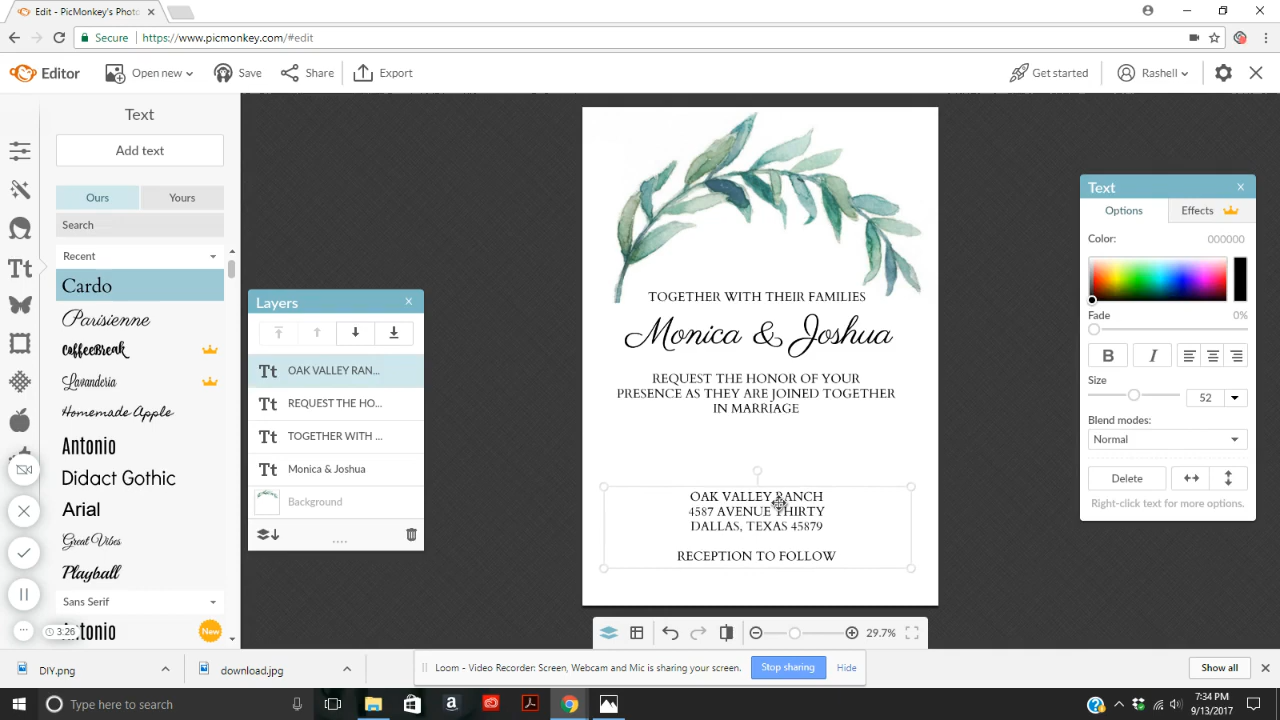 Edit - PicMonkey's Photo
Secure https://www.picmonkey.com/#edit
Editor Open new Save Share Export Get started Rashell
Text
Add text
Ours Yours
Search
Recent
Cardo
Parisienne
CoffeeBreak
Lavanderia
Homemade Apple
Antonio
Didact Gothic
Arial
Great Vibes
Playball
Sans Serif
Antonio New
3:26
Layers
Tt OAK VALLEY RAN...
Tt REQUEST THE HO...
Tt TOGETHER WITH ...
Tt Monica & Joshua
Background
TOGETHER WITH THEIR FAMILIES
Monica & Joshua
REQUEST THE HONOR OF YOUR
PRESENCE AS THEY ARE JOINED TOGETHER
IN MARRIAGE
OAK VALLEY RANCH
4587 AVENUE THIRTY
DALLAS, TEXAS 45879
RECEPTION TO FOLLOW
29.7%
Text
Options Effects
Color: 000000
Fade 0%
B I
Size
52
Blend modes:
Normal
Delete
Right-click text for more options.
DIY.png
download.jpg
Loom - Video Recorder: Screen, Webcam and Mic is sharing your screen. Stop sharing Hide
Show all
Type here to search
7:34 PM
9/13/2017